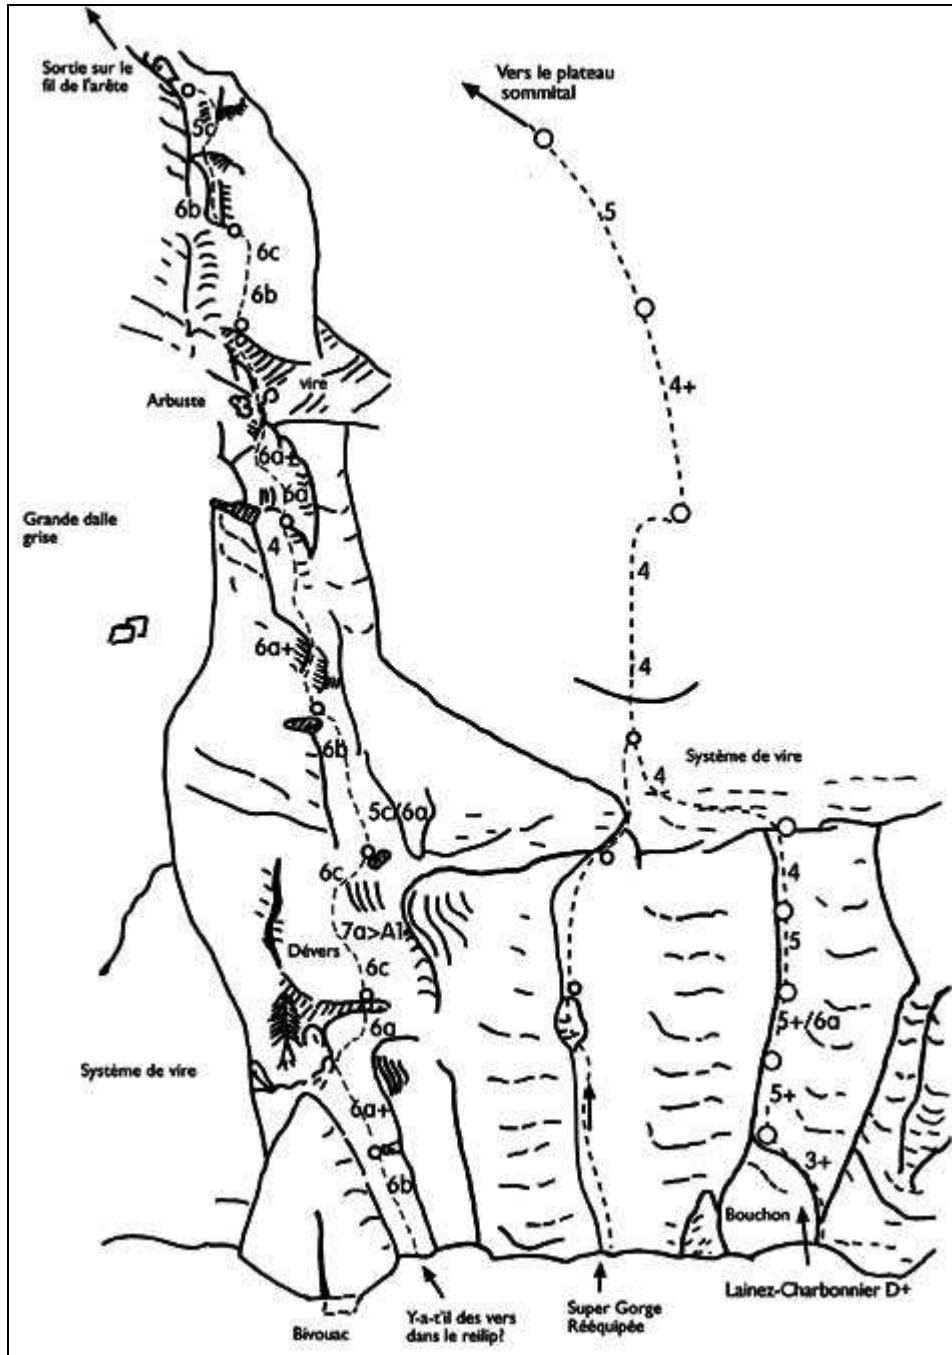 Sortie sur le
fil de l'arête
Vers le plateau
sommital
5c
6b
6c
6b
5
4+
vire
Arbuste
6a+
6a
Grande dalle
grise
4
4
4
6a+
6b
Système de vire
4
5c/6a
6c
4
7a>A1
5
Dévers
6c
5+/6a
6a
Système de vire
5+
6a+
3+
6b
Bouchon
Lainez-Charbonnier D+
Super Gorge
Rééquipée
Y-a-t'il des vers
dans le reilip?
Bivouac